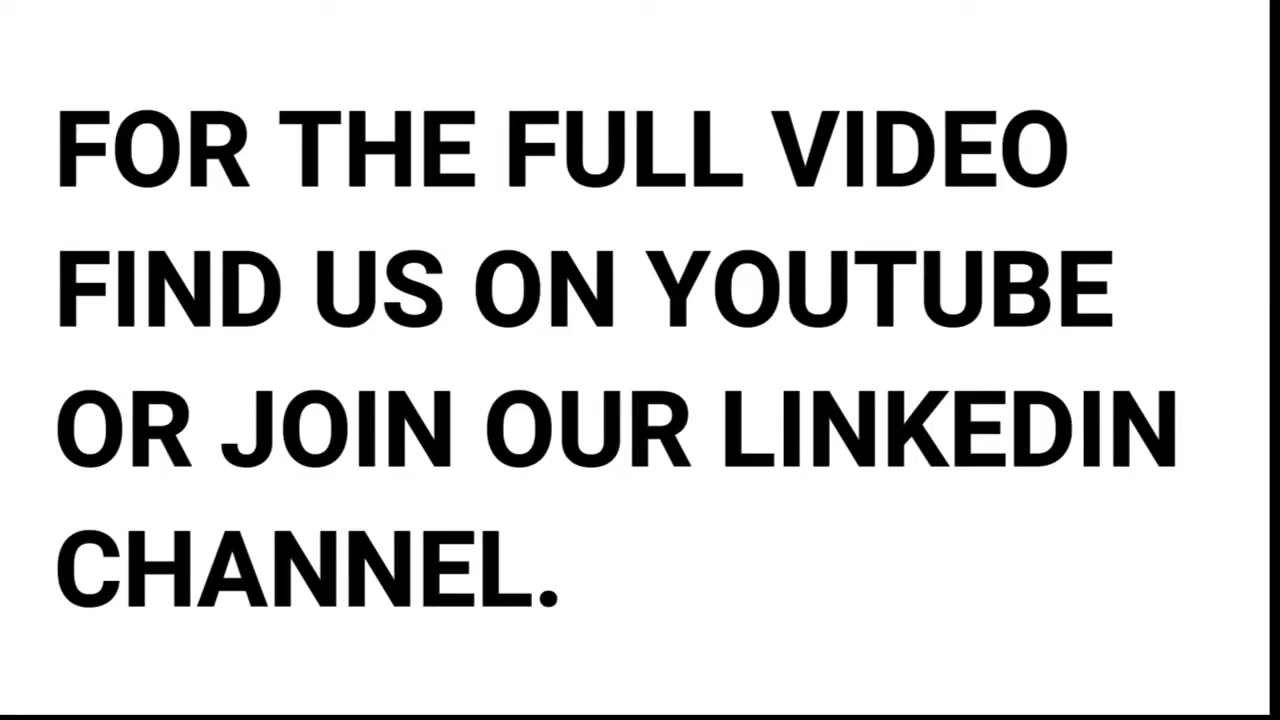 FOR THE FULL VIDEO
FIND US ON YOUTUBE
OR JOIN OUR LINKEDIN
CHANNEL.